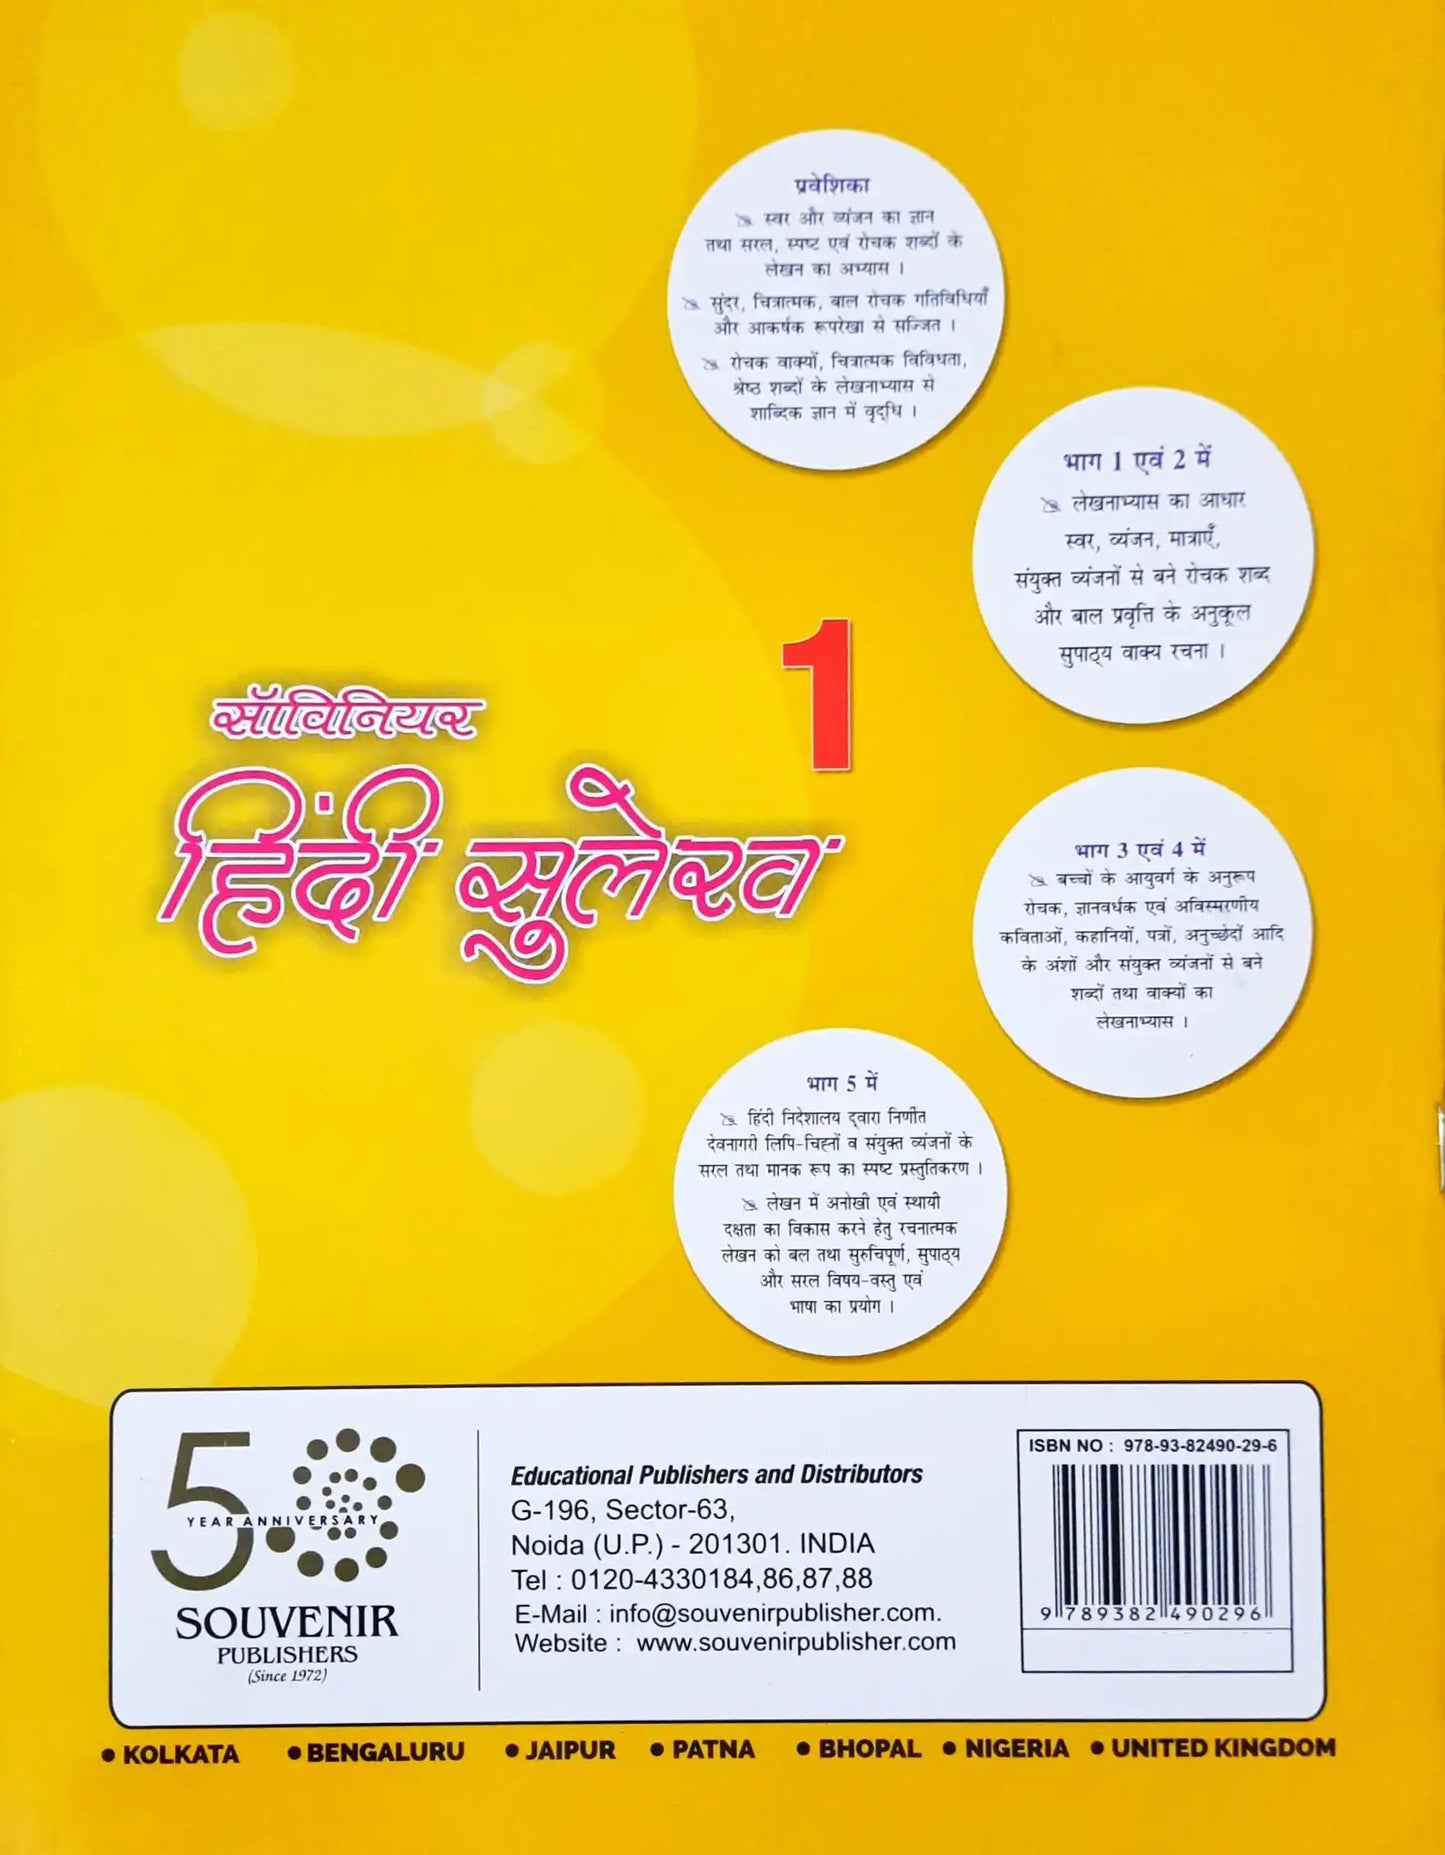 प्रवेशिका
स्वर और व्यंजन का ज्ञान
तथा सरल, स्पष्ट एवं रोचक शब्दों के
लेखन का अभ्यास ।
सुंदर, चित्रात्मक, बाल रोचक गतिविधियाँ
और आकर्षक रूपरेखा से सज्जित ।
रोचक वाक्यों, चित्रात्मक विविधता,
श्रेष्ठ शब्दों के लेखनाभ्यास से
शाब्दिक ज्ञान में वृद्धि ।
भाग 1 एवं 2 में
लेखनाभ्यास का आधार
स्वर, व्यंजन, मात्राएँ,
संयुक्त व्यंजनों से बने रोचक शब्द
और बाल प्रवृत्ति के अनुकूल
सुपाठ्य वाक्य रचना ।
1
सॉविनियर
हिंदी सुलेख
भाग 3 एवं 4 में
बच्चों के आयुवर्ग के अनुरूप
रोचक, ज्ञानवर्धक एवं अविस्मरणीय
कविताओं, कहानियों, पत्रों, अनुच्छेदों आदि
के अंशों और संयुक्त व्यंजनों से बने
शब्दों तथा वाक्यों का
लेखनाभ्यास ।
भाग 5 में
हिंदी निदेशालय द्वारा निर्णीत
देवनागरी लिपि-चिह्नों व संयुक्त व्यंजनों के
सरल तथा मानक रूप का स्पष्ट प्रस्तुतिकरण ।
लेखन में अनोखी एवं स्थायी
दक्षता का विकास करने हेतु रचनात्मक
लेखन को बल तथा सुरुचिपूर्ण, सुपाठ्य
और सरल विषय-वस्तु एवं
भाषा का प्रयोग ।
50
YEAR ANNIVERSARY
SOUVENIR
PUBLISHERS
(Since 1972)
Educational Publishers and Distributors
G-196, Sector-63,
Noida (U.P.) - 201301. INDIA
Tel : 0120-4330184,86,87,88
E-Mail : info@souvenirpublisher.com.
Website : www.souvenirpublisher.com
ISBN NO : 978-93-82490-29-6
9 789382 490296
• KOLKATA • BENGALURU • JAIPUR • PATNA • BHOPAL • NIGERIA • UNITED KINGDOM